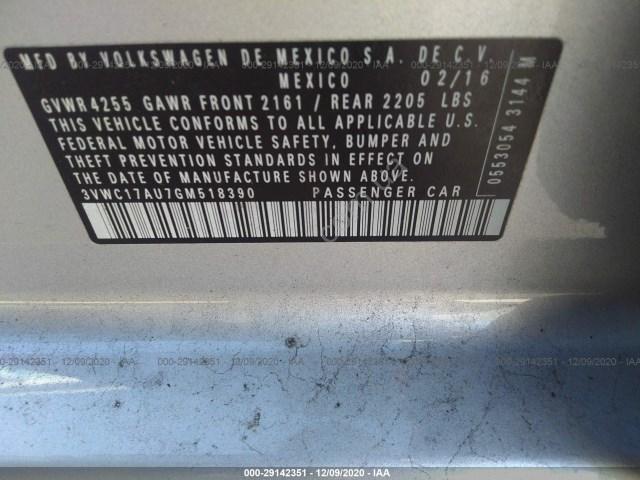 MFD BY VOLKSWAGEN DE MEXICO S.A. DE C.V.
MEXICO 02/16
GVWR 4255 GAWR FRONT 2161 / REAR 2205 LBS
THIS VEHICLE CONFORMS TO ALL APPLICABLE U.S.
FEDERAL MOTOR VEHICLE SAFETY, BUMPER AND
THEFT PREVENTION STANDARDS IN EFFECT ON
THE DATE OF MANUFACTURE SHOWN ABOVE.
3VWC17AU7GM518390 PASSENGER CAR
0553054 3144 M
000-29142351 - 12/09/2020 - IAA